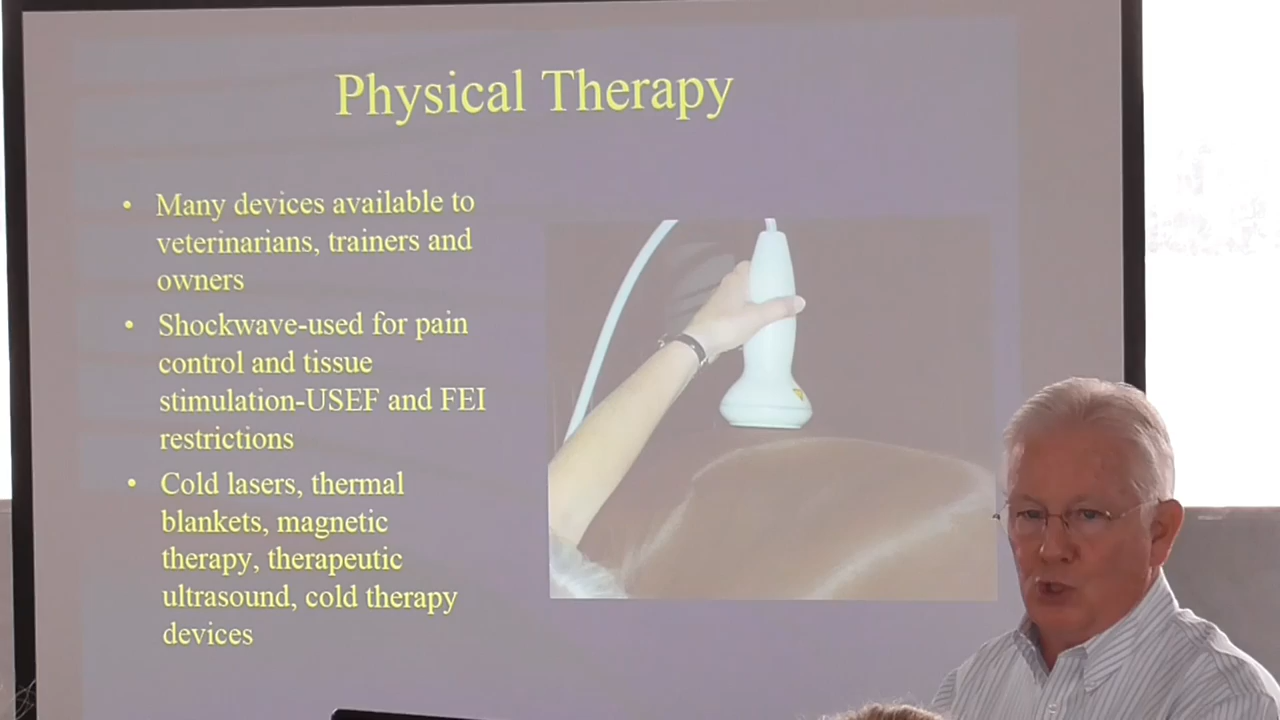 Physical Therapy
• Many devices available to
veterinarians, trainers and
owners
• Shockwave-used for pain
control and tissue
stimulation-USEF and FEI
restrictions
• Cold lasers, thermal
blankets, magnetic
therapy, therapeutic
ultrasound, cold therapy
devices